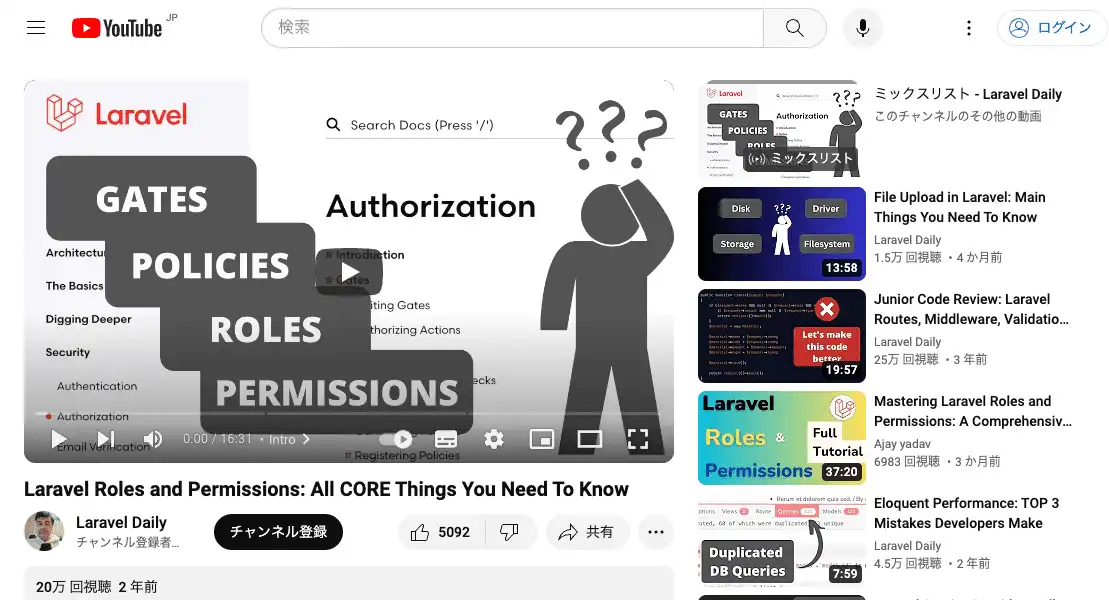 YouTube JP
検索
ログイン
Laravel
Search Docs (Press '/')
GATES
POLICIES
ROLES
PERMISSIONS
Authorization
The Basics
Digging Deeper
Security
Authentication
Authorization
Email Verification
# Introduction
# Gates
# Registering Policies
0:00 / 16:31 • Intro
Laravel Roles and Permissions: All CORE Things You Need To Know
Laravel Daily
チャンネル登録者...
チャンネル登録
5092
共有
20万 回視聴 2 年前
Laravel
GATES
POLICIES
ROLES
Authorization
ミックスリスト
ミックスリスト - Laravel Daily
このチャンネルのその他の動画
Disk
Driver
Storage
Filesystem
13:58
File Upload in Laravel: Main
Things You Need To Know
Laravel Daily
1.5万 回視聴 • 4 か月前
Let's make
this code
better
19:57
Junior Code Review: Laravel
Routes, Middleware, Validatio...
Laravel Daily
25万 回視聴 • 3 年前
Laravel
Roles &
Permissions
Full
Tutorial
37:20
Mastering Laravel Roles and
Permissions: A Comprehensiv...
Ajay yadav
6983 回視聴 • 3 か月前
Duplicated
DB Queries
7:59
Eloquent Performance: TOP 3
Mistakes Developers Make
Laravel Daily
4.5万 回視聴 • 2 年前